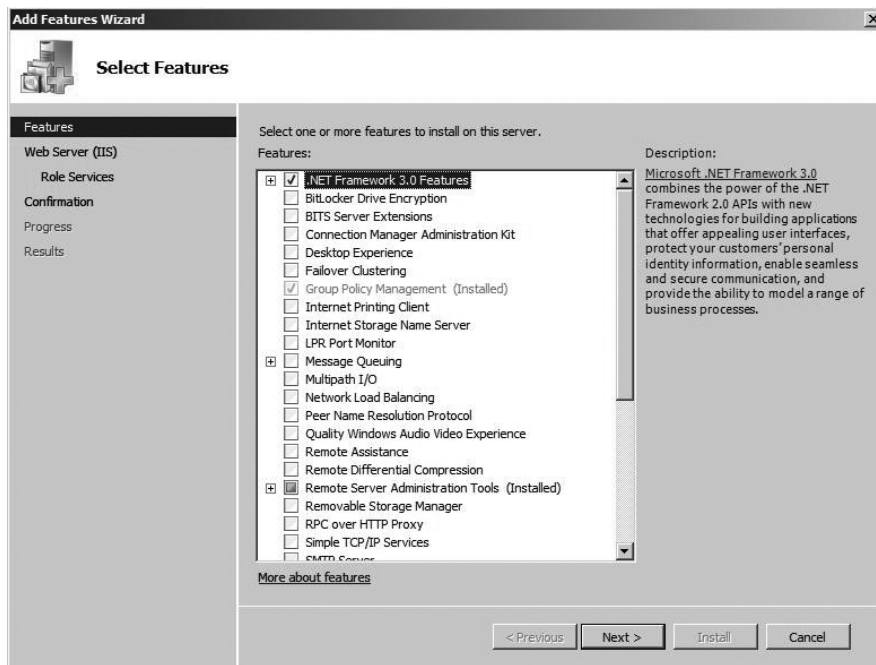 Add Features Wizard
Select Features
Features
Web Server (IIS)
Role Services
Confirmation
Progress
Results
Select one or more features to install on this server.
Features:
.NET Framework 3.0 Features
BitLocker Drive Encryption
BITS Server Extensions
Connection Manager Administration Kit
Desktop Experience
Failover Clustering
Group Policy Management (Installed)
Internet Printing Client
Internet Storage Name Server
LPR Port Monitor
Message Queuing
Multipath I/O
Network Load Balancing
Peer Name Resolution Protocol
Quality Windows Audio Video Experience
Remote Assistance
Remote Differential Compression
Remote Server Administration Tools (Installed)
Removable Storage Manager
RPC over HTTP Proxy
Simple TCP/IP Services
SMTP Server
More about features
Description:
Microsoft .NET Framework 3.0
combines the power of the .NET
Framework 2.0 APIs with new
technologies for building applications
that offer appealing user interfaces,
protect your customers' personal
identity information, enable seamless
and secure communication, and
provide the ability to model a range of
business processes.
< Previous
Next >
Install
Cancel